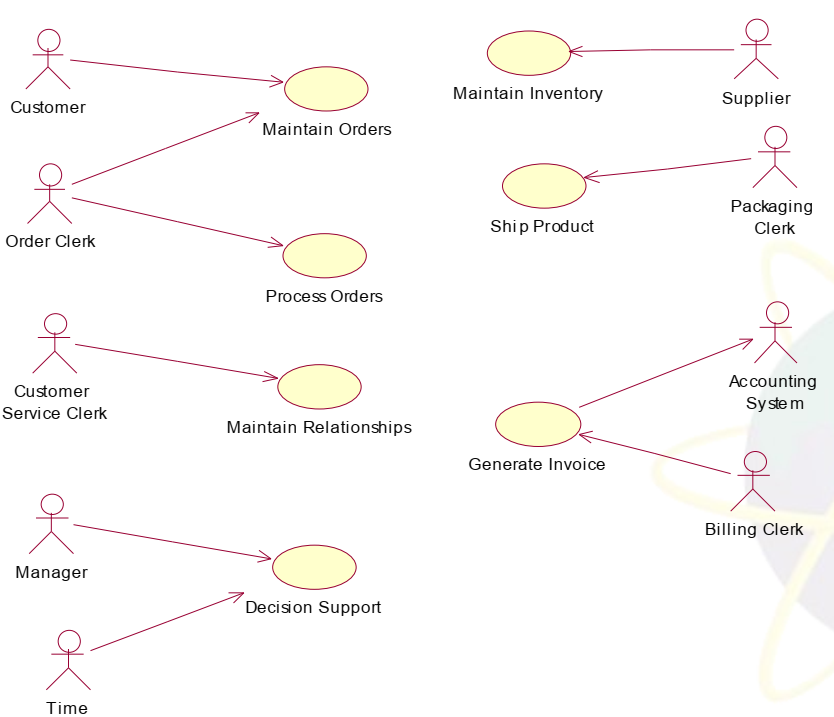 Customer
Maintain Orders
Order Clerk
Process Orders
Customer
Service Clerk
Maintain Relationships
Manager
Decision Support
Time
Maintain Inventory
Supplier
Ship Product
Packaging
Clerk
Accounting
System
Generate Invoice
Billing Clerk